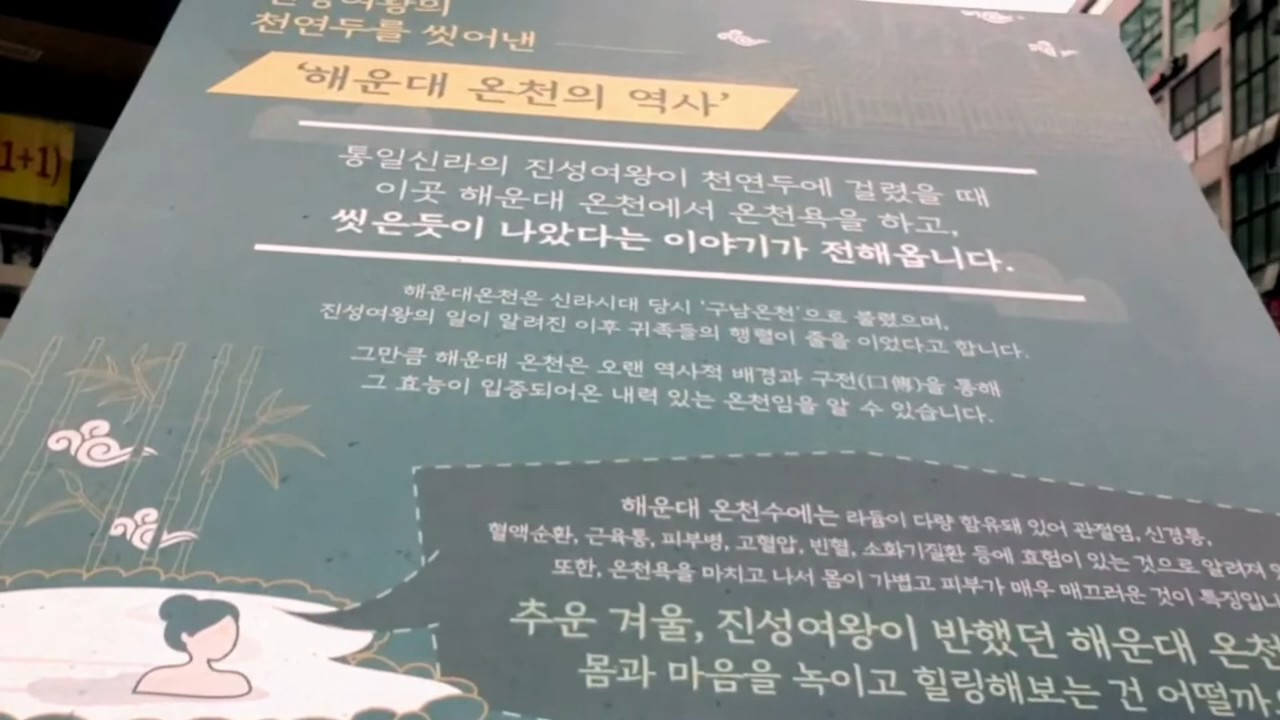 진성여왕의
천연두를 씻어낸
'해운대 온천의 역사'
통일신라의 진성여왕이 천연두에 걸렸을 때
이곳 해운대 온천에서 온천욕을 하고,
씻은듯이 나았다는 이야기가 전해옵니다.
해운대온천은 신라시대 당시 '구남온천'으로 불렸으며,
진성여왕의 일이 알려진 이후 귀족들의 행렬이 줄을 이었다고 합니다.
그만큼 해운대 온천은 오랜 역사적 배경과 구전(口傳)을 통해
그 효능이 입증되어온 내력 있는 온천임을 알 수 있습니다.
1+1)
해운대 온천수에는 라듐이 다량 함유돼 있어 관절염, 신경통,
혈액순환, 근육통, 피부병, 고혈압, 빈혈, 소화기질환 등에 효험이 있는 것으로 알려져
또한, 온천욕을 마치고 나서 몸이 가볍고 피부가 매우 매끄러운 것이 특징입니
추운 겨울, 진성여왕이 반했던 해운대 온천
몸과 마음을 녹이고 힐링해보는 건 어떨까